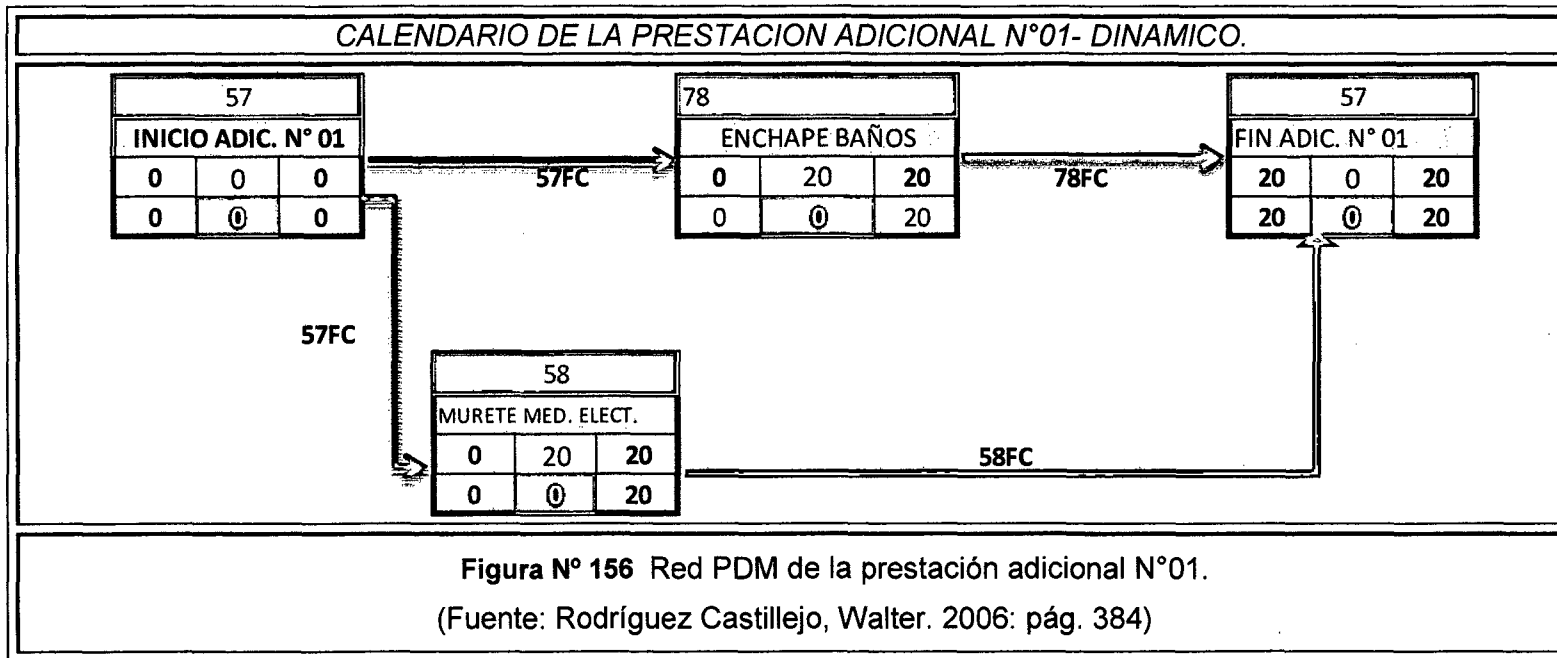 CALENDARIO DE LA PRESTACION ADICIONAL N°01- DINAMICO.
57
INICIO ADIC. N° 01
0 0 0
0 0 0
57FC
78
ENCHAPE BAÑOS
0 20 20
0 0 20
78FC
57
FIN ADIC. N° 01
20 0 20
20 0 20
57FC
58
MURETE MED. ELECT.
0 20 20
0 0 20
58FC
Figura Nº 156 Red PDM de la prestación adicional N°01.
(Fuente: Rodríguez Castillejo, Walter. 2006: pág. 384)